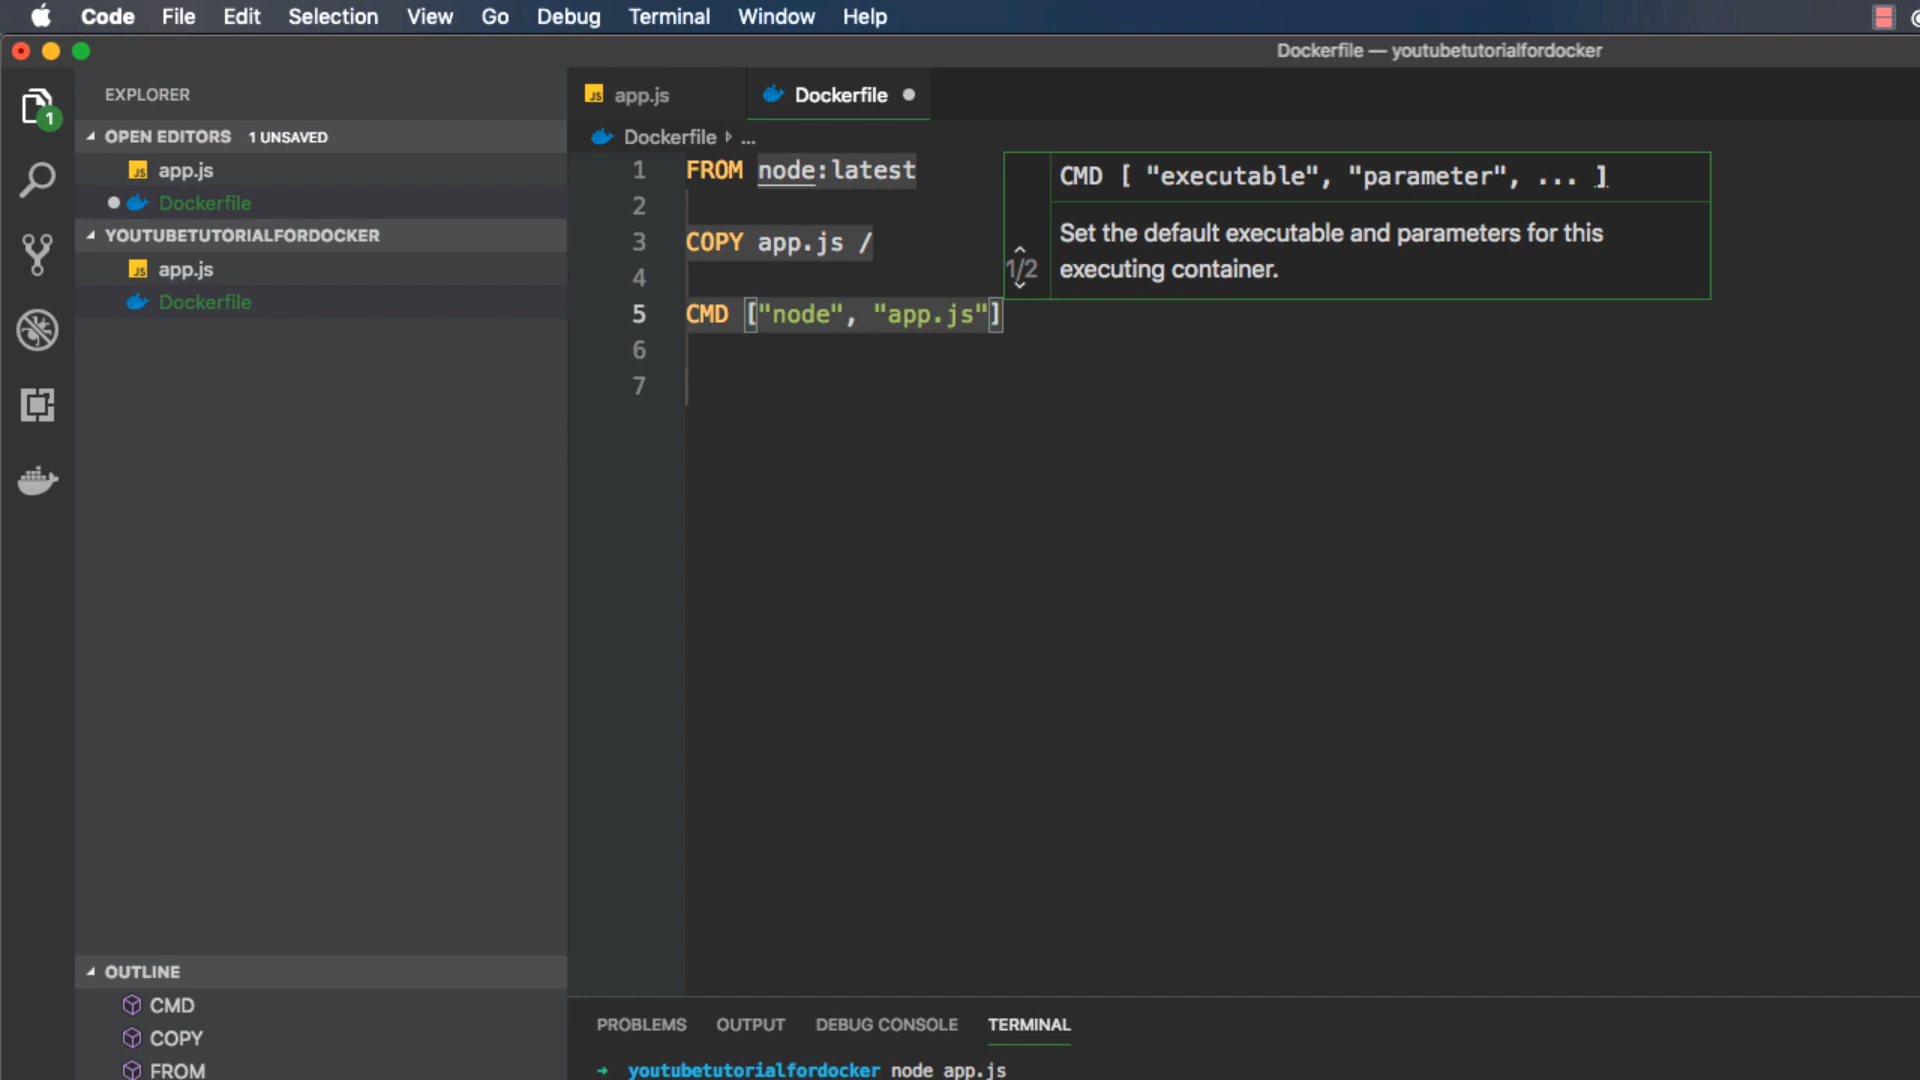 Code File Edit Selection View Go Debug Terminal Window Help
Dockerfile — youtubetutorialfordocker
EXPLORER
OPEN EDITORS 1 UNSAVED
app.js
Dockerfile
YOUTUBETUTORIALFORDOCKER
app.js
Dockerfile
OUTLINE
CMD
COPY
FROM
1
app.js
Dockerfile
Dockerfile ...
1 FROM node:latest
2
3 COPY app.js /
4
5 CMD ["node", "app.js"]
6
7
CMD [ "executable", "parameter", ... ]
1/2
Set the default executable and parameters for this
executing container.
PROBLEMS OUTPUT DEBUG CONSOLE TERMINAL
→ youtubetutorialfordocker node app.js